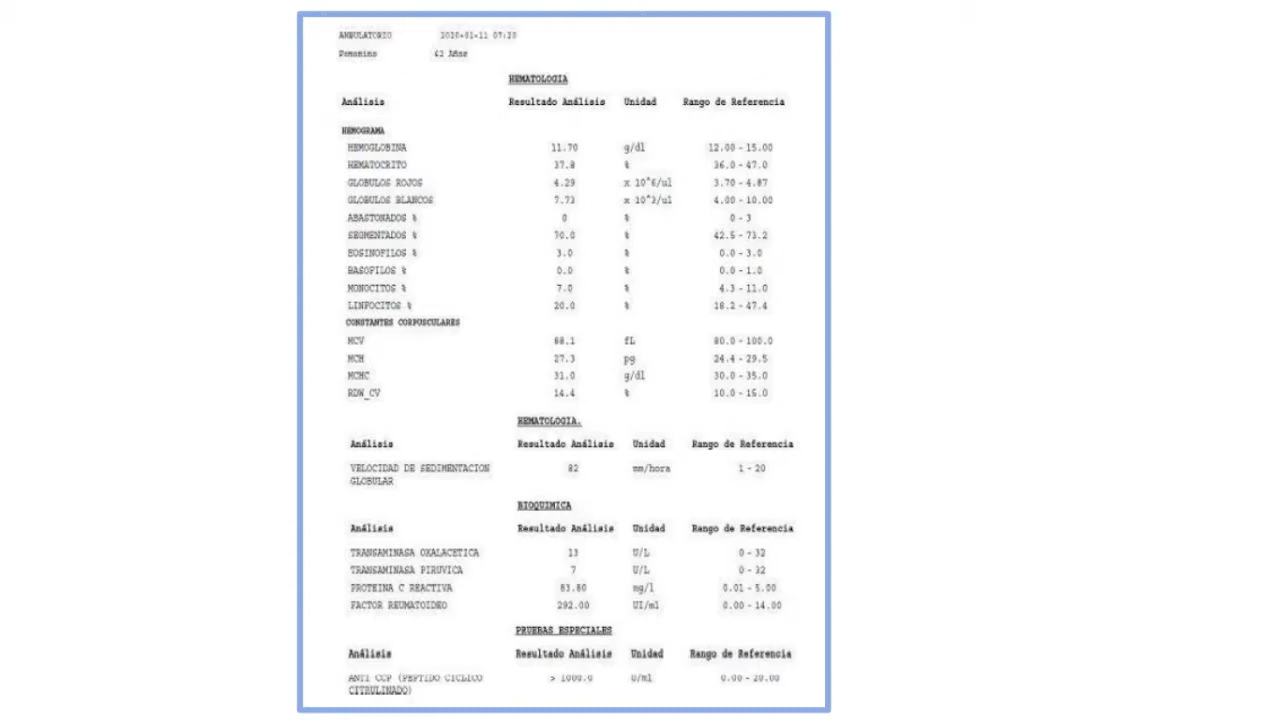 AMBULATORIO 2020-01-11 07:20
Femenino 62 Años
HEMATOLOGIA
Análisis Resultado Análisis Unidad Rango de Referencia
HEMOGRAMA
HEMOGLOBINA 11.70 g/dl 12.00 - 15.00
HEMATOCRITO 37.8 % 36.0 - 47.0
GLOBULOS ROJOS 4.29 x 10^6/ul 3.70 - 4.87
GLOBULOS BLANCOS 7.73 x 10^3/ul 4.00 - 10.00
ABASTONADOS % 0 % 0 - 3
SEGMENTADOS % 70.0 % 42.5 - 73.2
EOSINOFILOS % 3.0 % 0.0 - 3.0
BASOFILOS % 0.0 % 0.0 - 1.0
MONOCITOS % 7.0 % 4.3 - 11.0
LINFOCITOS % 20.0 % 18.2 - 47.4
CONSTANTES CORPUSCULARES
MCV 88.1 fL 80.0 - 100.0
MCH 27.3 pg 24.4 - 29.5
MCHC 31.0 g/dl 30.0 - 35.0
RDW_CV 14.4 % 10.0 - 15.0
HEMATOLOGIA.
Análisis Resultado Análisis Unidad Rango de Referencia
VELOCIDAD DE SEDIMENTACION 82 mm/hora 1 - 20
GLOBULAR
BIOQUIMICA
Análisis Resultado Análisis Unidad Rango de Referencia
TRANSAMINASA OXALACETICA 13 U/L 0 - 32
TRANSAMINASA PIRUVICA 7 U/L 0 - 32
PROTEINA C REACTIVA 83.80 mg/l 0.01 - 5.00
FACTOR REUMATOIDEO 292.00 UI/ml 0.00 - 14.00
PRUEBAS ESPECIALES
Análisis Resultado Análisis Unidad Rango de Referencia
ANTI CCP (PEPTIDO CICLICO > 1000.0 U/ml 0.00 - 20.00
CITRULINADO)